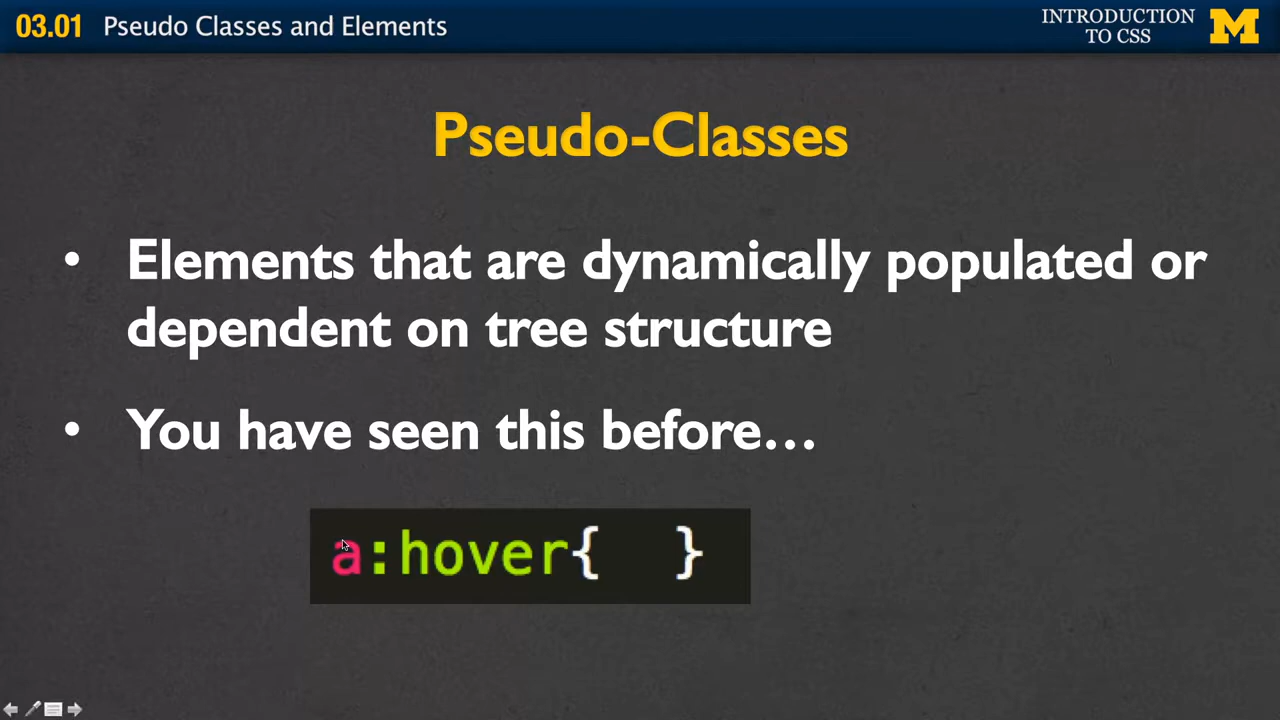 03.01 Pseudo Classes and Elements
INTRODUCTION
TO CSS
M
Pseudo-Classes
• Elements that are dynamically populated or
dependent on tree structure
• You have seen this before…
a:hover{  }